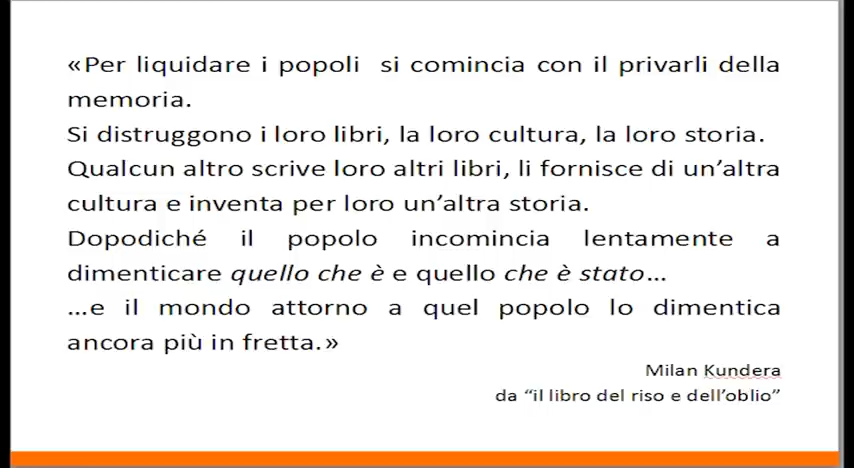 «Per liquidare i popoli si comincia con il privarli della
memoria.
Si distruggono i loro libri, la loro cultura, la loro storia.
Qualcun altro scrive loro altri libri, li fornisce di un’altra
cultura e inventa per loro un’altra storia.
Dopodiché il popolo incomincia lentamente a
dimenticare quello che è e quello che è stato…
…e il mondo attorno a quel popolo lo dimentica
ancora più in fretta.»
Milan Kundera
da “il libro del riso e dell’oblio”